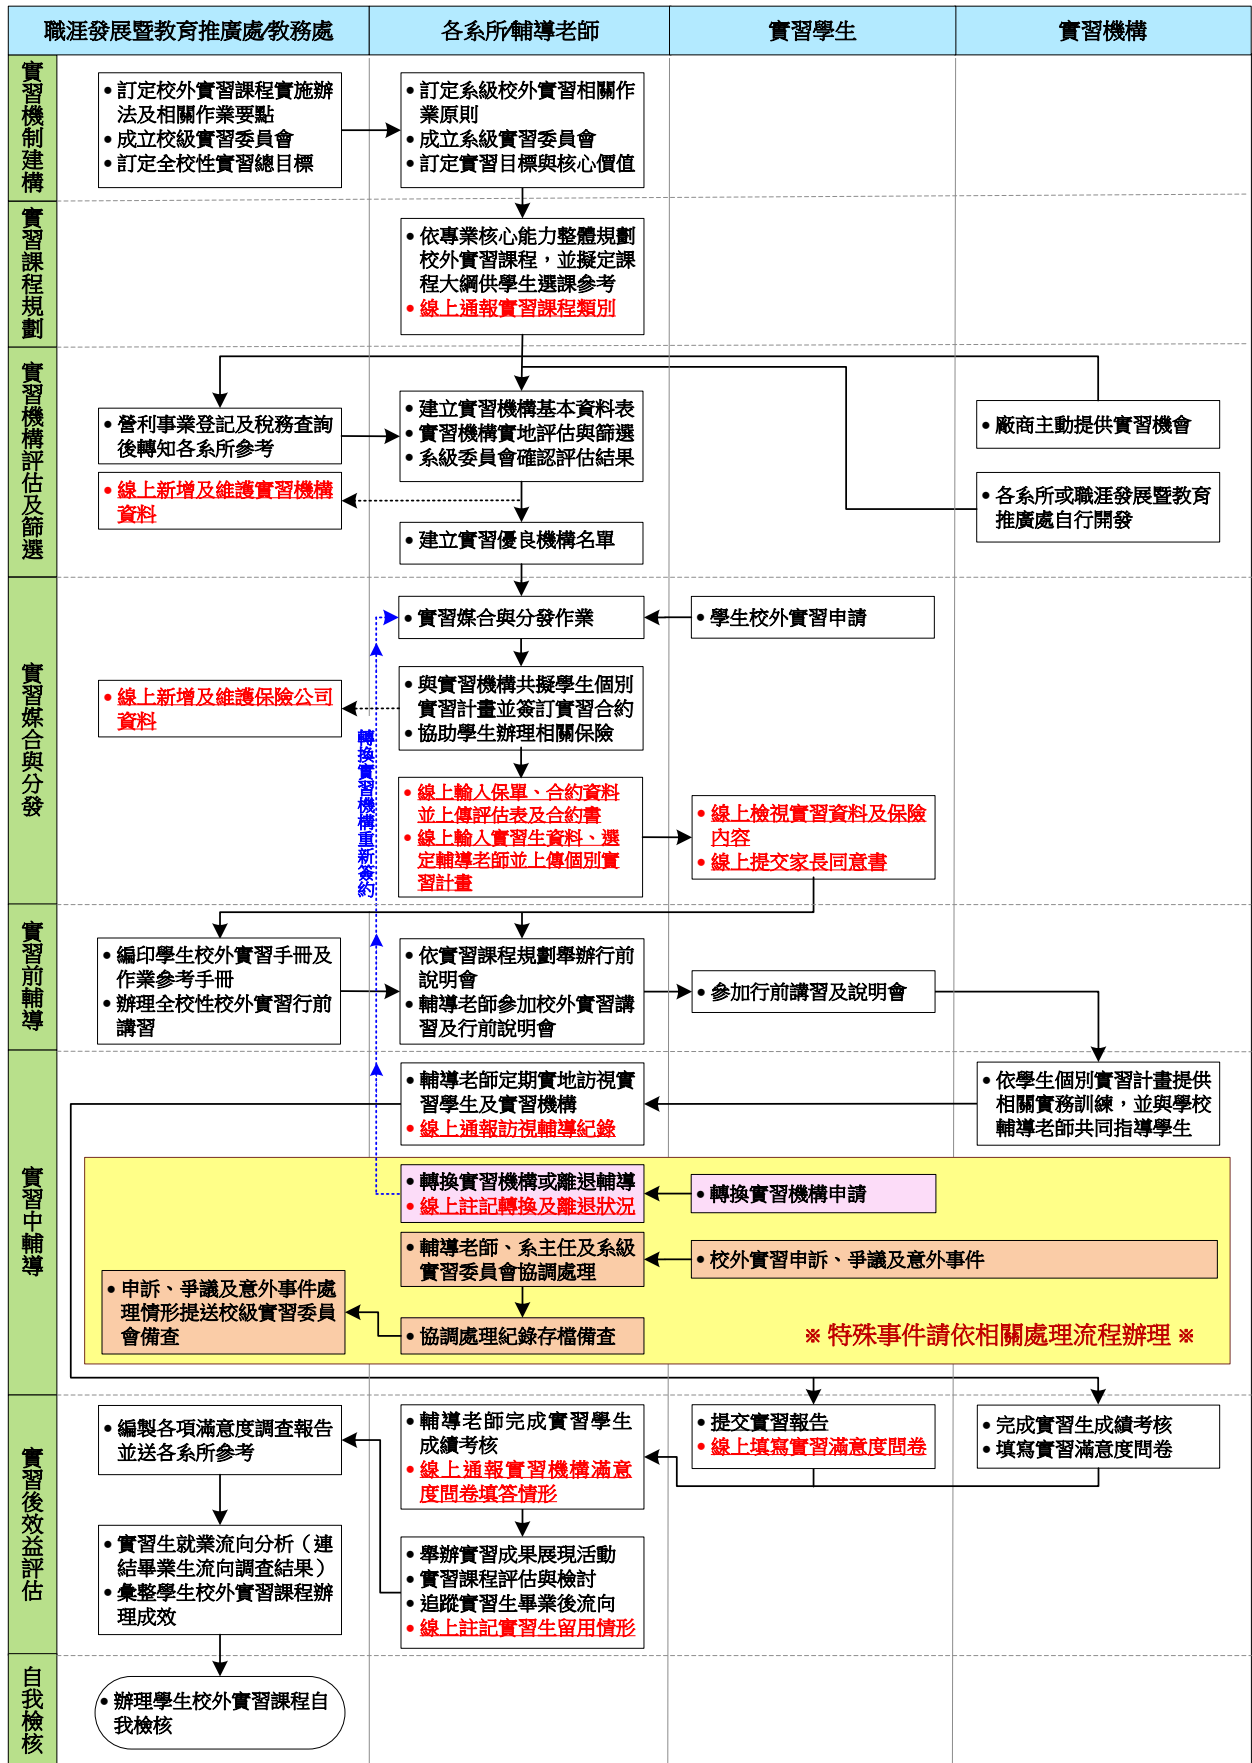 職涯發展暨教育推廣處/教務處
各系所/輔導老師
實習學生
實習機構
實習機制建構
• 訂定校外實習課程實施辦
法及相關作業要點
• 成立校級實習委員會
• 訂定全校性實習總目標
• 訂定系級校外實習相關作
業原則
• 成立系級實習委員會
• 訂定實習目標與核心價值
實習課程規劃
• 依專業核心能力整體規劃
校外實習課程，並擬定課
程大綱供學生選課參考
• 線上通報實習課程類別
實習機構評估及篩選
• 營利事業登記及稅務查詢
後轉知各系所參考
• 建立實習機構基本資料表
• 實習機構實地評估與篩選
• 系級委員會確認評估結果
• 廠商主動提供實習機會
• 線上新增及維護實習機構
資料
• 各系所或職涯發展暨教育
推廣處自行開發
• 建立實習優良機構名單
實習媒合與分發
• 實習媒合與分發作業
• 學生校外實習申請
• 線上新增及維護保險公司
資料
• 與實習機構共擬學生個別
實習計畫並簽訂實習合約
• 協助學生辦理相關保險
轉換實習機構重新簽約
• 線上輸入保單、合約資料
並上傳評估表及合約書
• 線上輸入實習生資料、選
定輔導老師並上傳個別實
習計畫
• 線上檢視實習資料及保險
內容
• 線上提交家長同意書
實習前輔導
• 編印學生校外實習手冊及
作業參考手冊
• 辦理全校性校外實習行前
講習
• 依實習課程規劃舉辦行前
說明會
• 輔導老師參加校外實習講
習及行前說明會
• 參加行前講習及說明會
實習中輔導
• 輔導老師定期實地訪視實
習學生及實習機構
• 線上通報訪視輔導紀錄
• 依學生個別實習計畫提供
相關實務訓練，並與學校
輔導老師共同指導學生
• 轉換實習機構或離退輔導
• 線上註記轉換及離退狀況
• 轉換實習機構申請
• 輔導老師、系主任及系級
實習委員會協調處理
• 校外實習申訴、爭議及意外事件
• 申訴、爭議及意外事件處
理情形提送校級實習委員
會備查
• 協調處理紀錄存檔備查
※ 特殊事件請依相關處理流程辦理 ※
實習後效益評估
• 編製各項滿意度調查報告
並送各系所參考
• 輔導老師完成實習學生
成績考核
• 線上通報實習機構滿意
度問卷填答情形
• 提交實習報告
• 線上填寫實習滿意度問卷
• 完成實習生成績考核
• 填寫實習滿意度問卷
• 實習生就業流向分析（連
結畢業生流向調查結果）
• 彙整學生校外實習課程辦
理成效
• 舉辦實習成果展現活動
• 實習課程評估與檢討
• 追蹤實習生畢業後流向
• 線上註記實習生留用情形
自我檢核
• 辦理學生校外實習課程自
我檢核